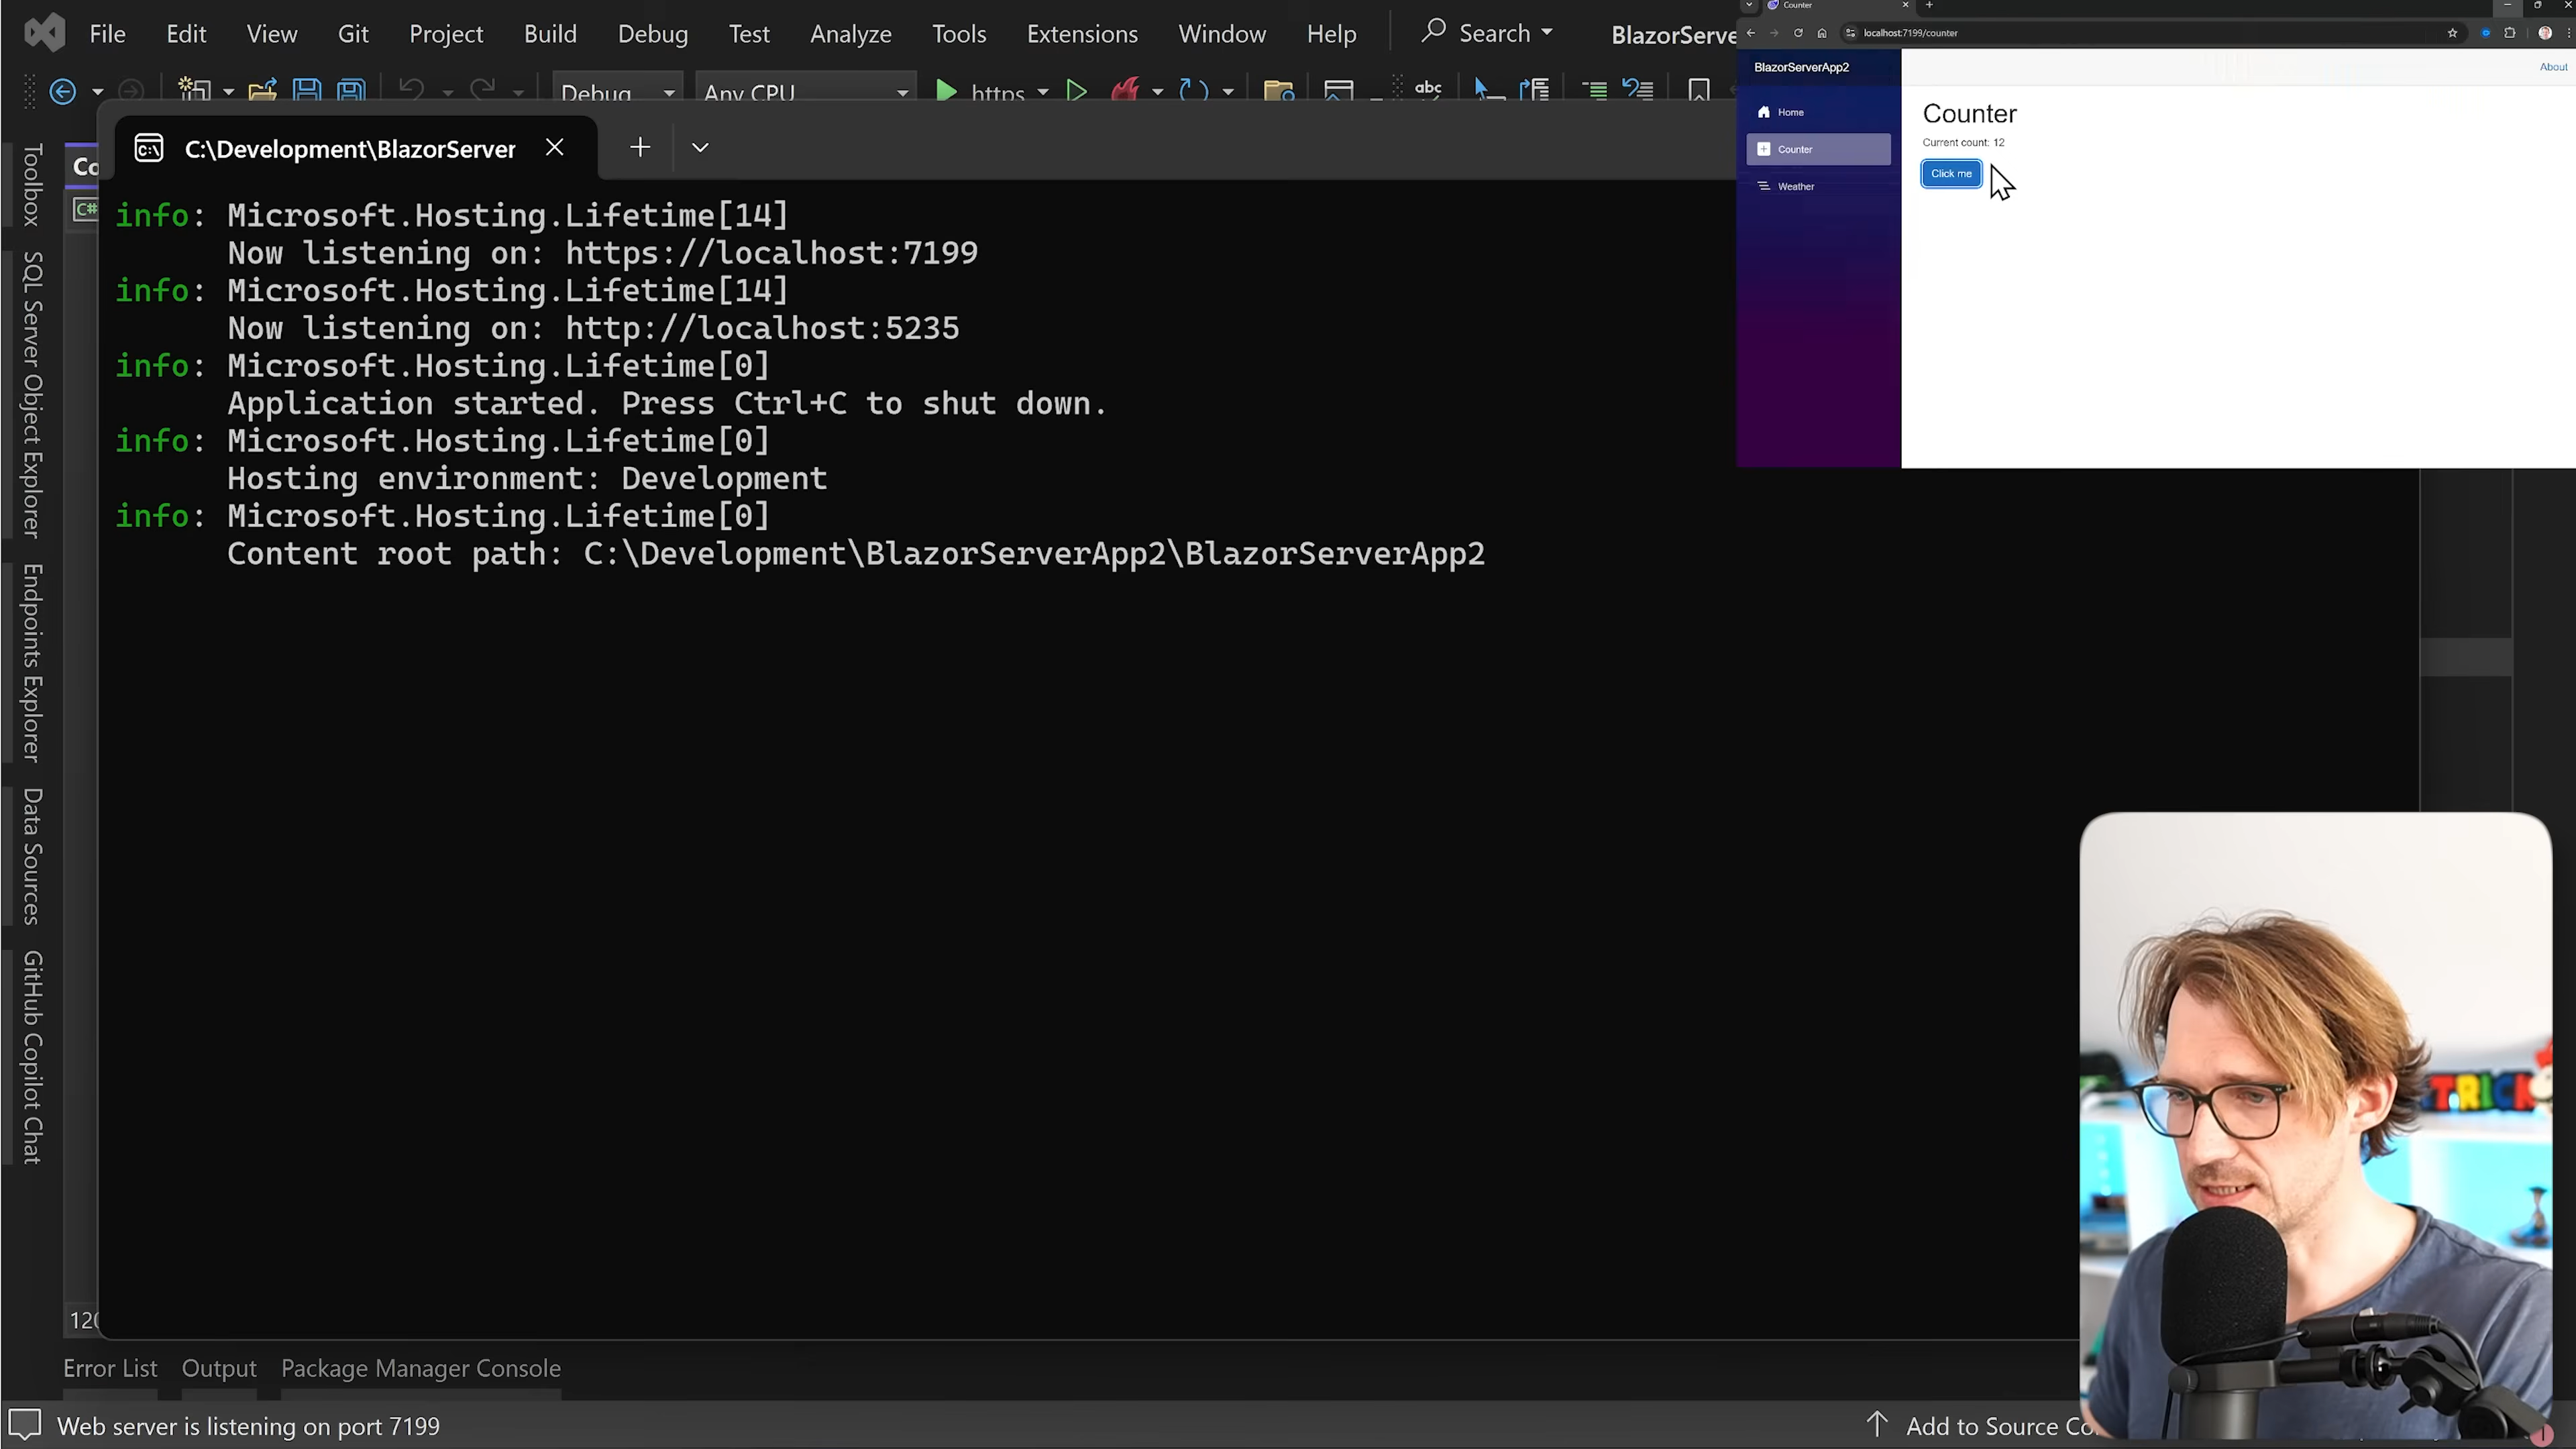 File Edit View Git Project Build Debug Test Analyze Tools Extensions Window Help Search
Debug Any CPU https abc
C:\Development\BlazorServer
Toolbox
SQL Server Object Explorer
Endpoints Explorer
Data Sources
GitHub Copilot Chat
C#
info: Microsoft.Hosting.Lifetime[14]
Now listening on: https://localhost:7199
info: Microsoft.Hosting.Lifetime[14]
Now listening on: http://localhost:5235
info: Microsoft.Hosting.Lifetime[0]
Application started. Press Ctrl+C to shut down.
info: Microsoft.Hosting.Lifetime[0]
Hosting environment: Development
info: Microsoft.Hosting.Lifetime[0]
Content root path: C:\Development\BlazorServerApp2\BlazorServerApp2
Counter
localhost:7199/counter
BlazorServerApp2
About
Home
Counter
Weather
Counter
Current count: 12
Click me
TRICK
Error List Output Package Manager Console
Web server is listening on port 7199
Add to Source